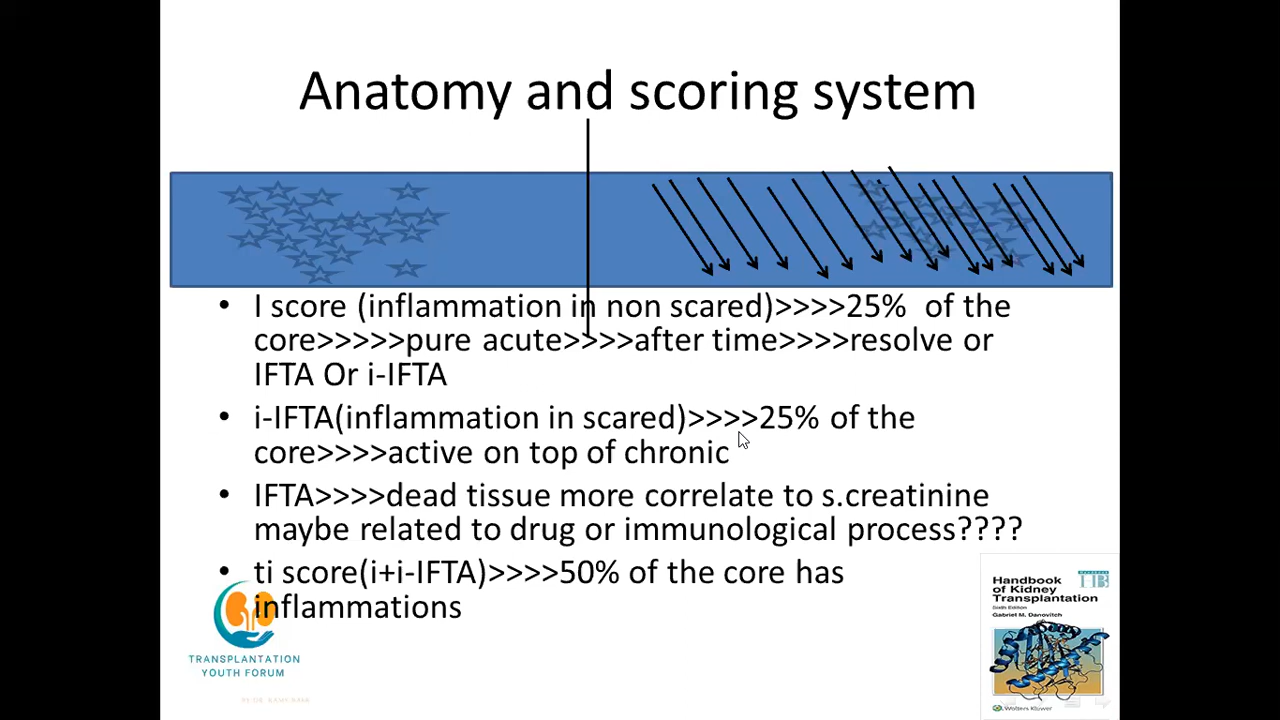 Anatomy and scoring system
• I score (inflammation in non scared)>>>>25% of the
core>>>>>pure acute>>>>after time>>>>resolve or
IFTA Or i-IFTA
• i-IFTA(inflammation in scared)>>>>25% of the
core>>>>active on top of chronic
• IFTA>>>>dead tissue more correlate to s.creatinine
maybe related to drug or immunological process????
• ti score(i+i-IFTA)>>>>50% of the core has
inflammations
TRANSPLANTATION
YOUTH FORUM
Handbook
of Kidney
Transplantation
Sixth Edition
Gabriel M. Danovitch
Wolters Kluwer